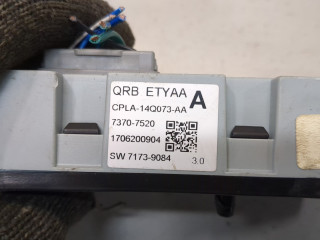 QRB ETYAA A
CPLA-14Q073-AA
7370-7520
1706200904
SW 7173-9084 3.0